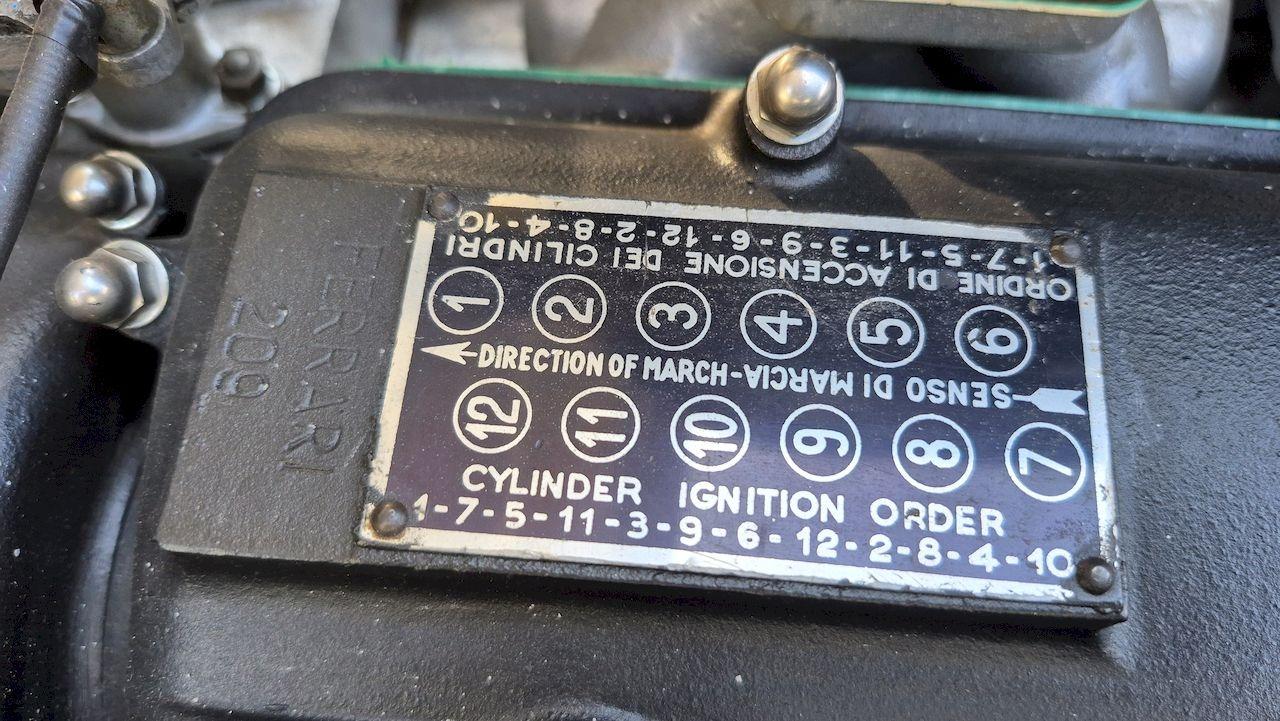 1-7-5-11-3-9-6-12-2-8-4-10
ORDINE DI ACCENSIONE DEI CILINDRI
1 2 3 4 5 6
DIRECTION OF MARCH-SENSO DI MARCIA
12 11 10 9 8 7
CYLINDER IGNITION ORDER
1-7-5-11-3-9-6-12-2-8-4-10
FERRARI
209